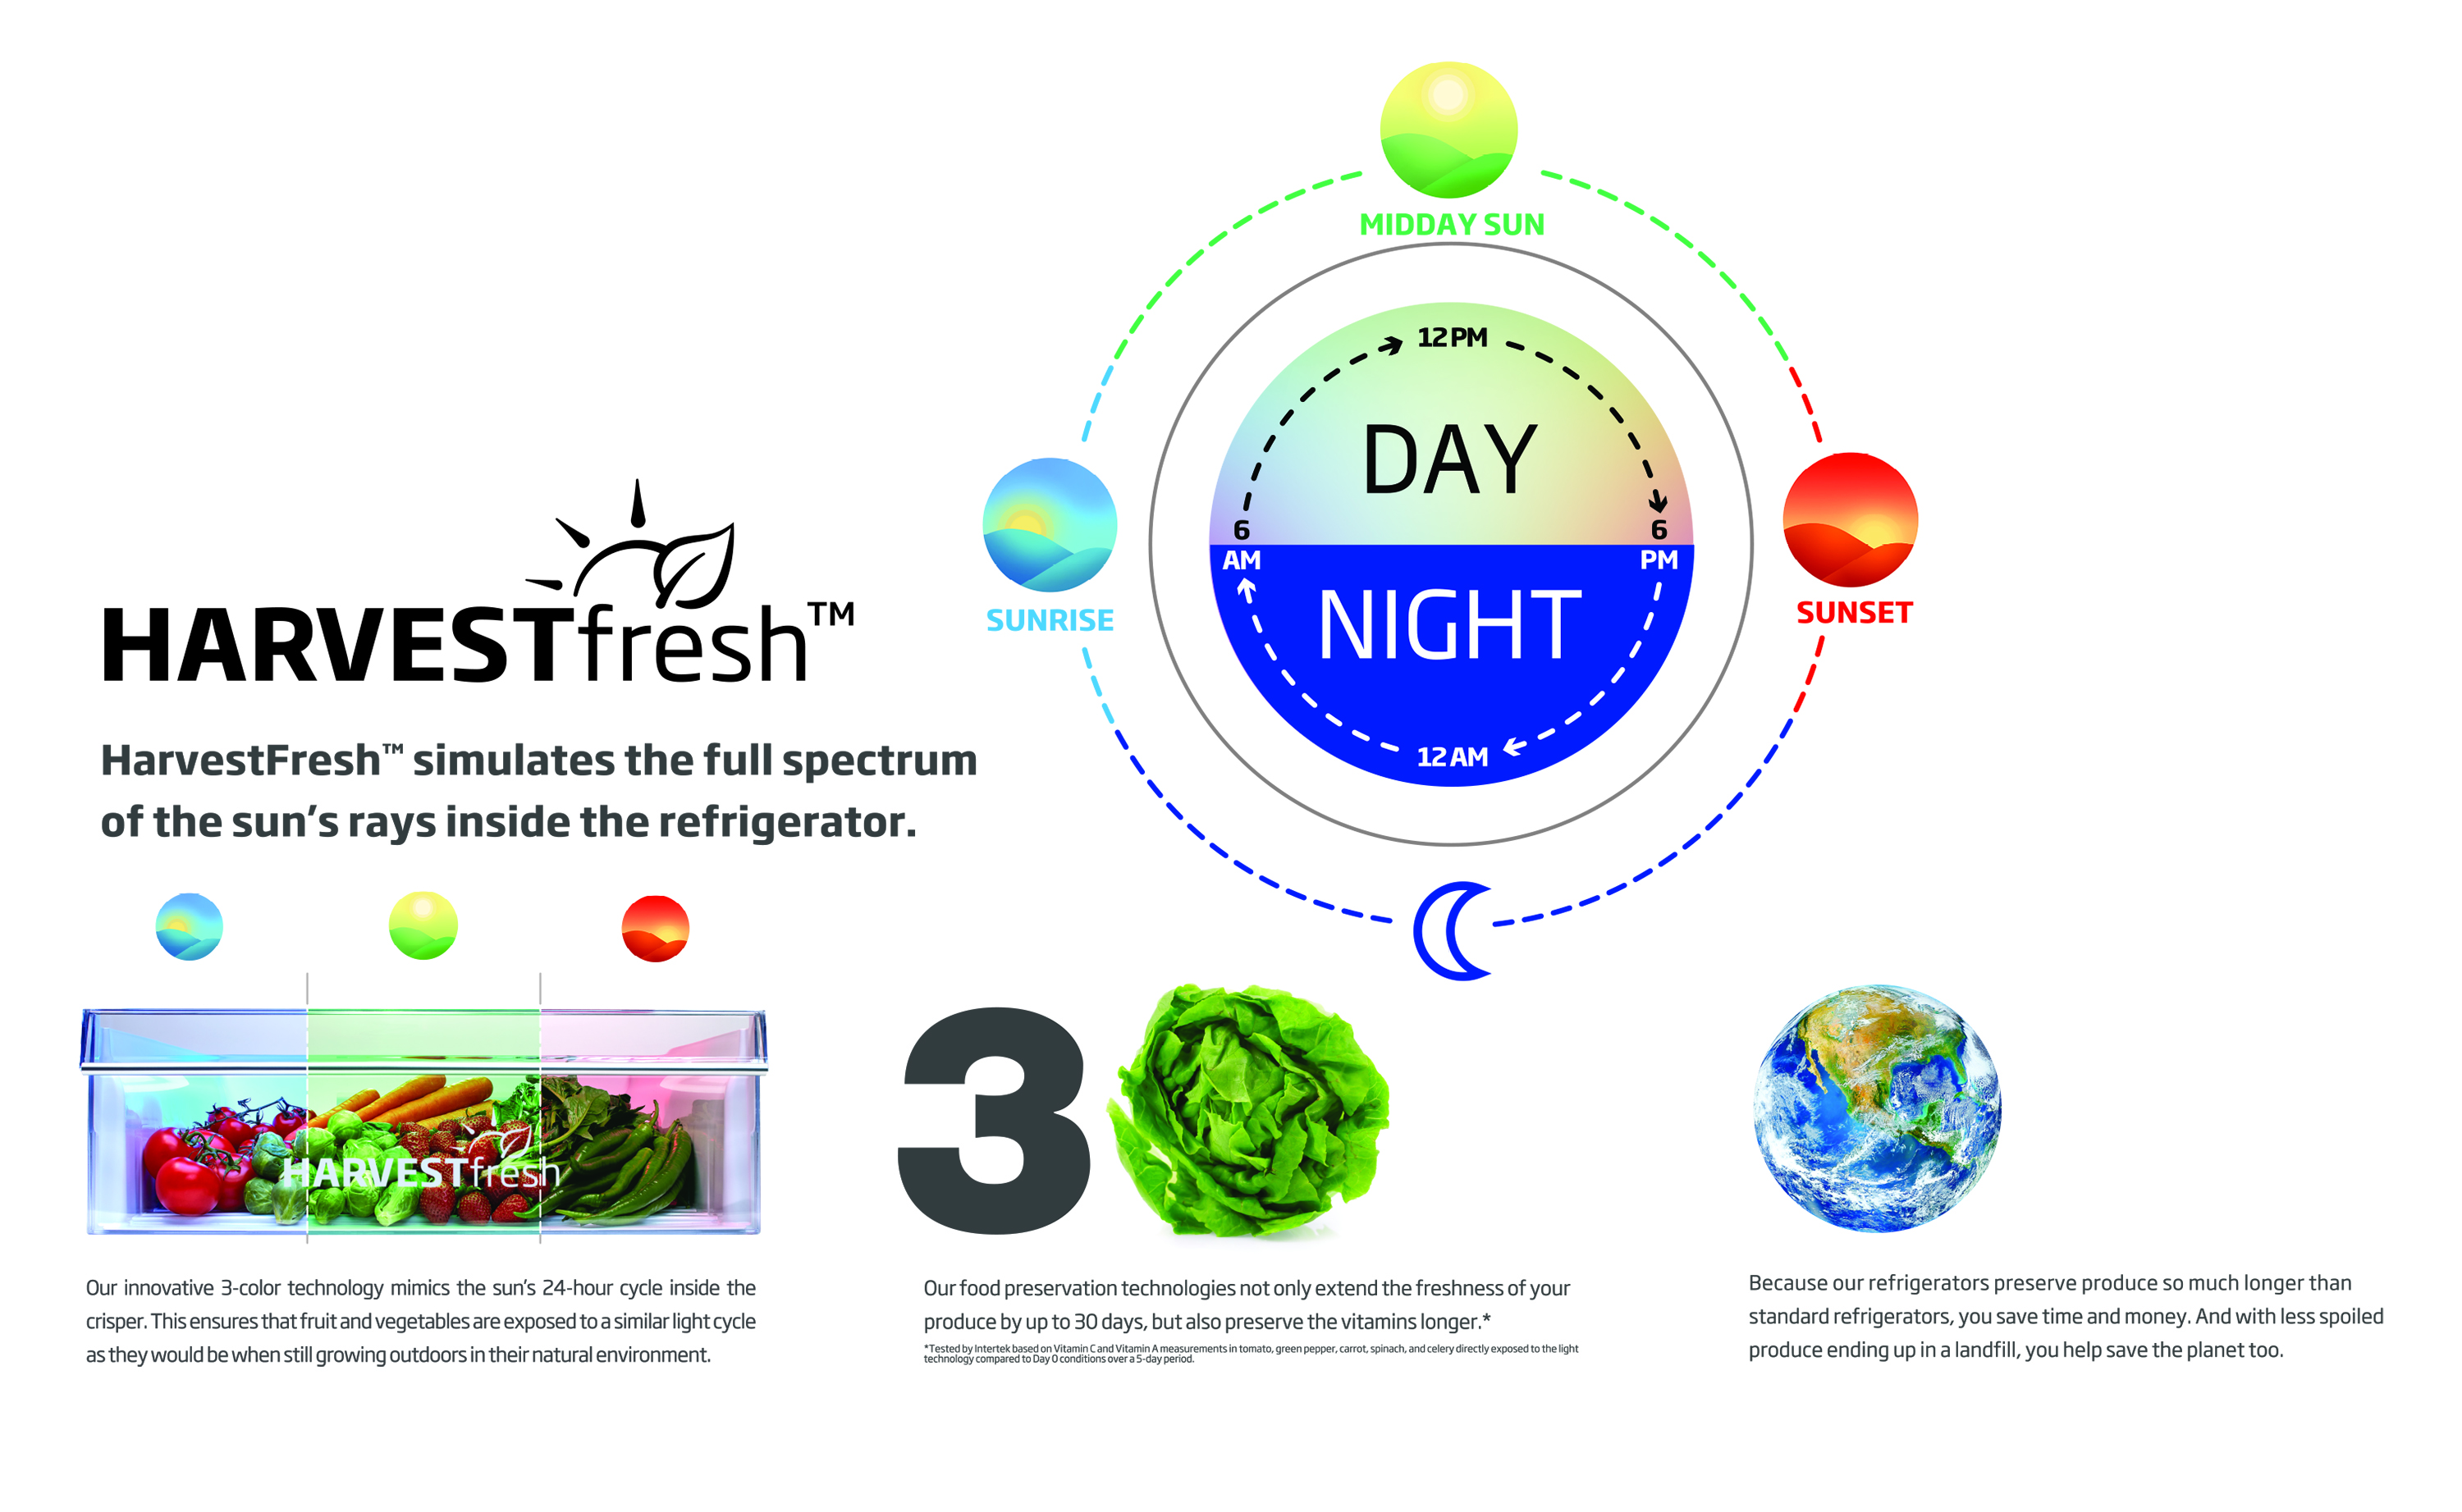 MIDDAY SUN
12 PM
DAY
6
AM
6
PM
NIGHT
12 AM
SUNRISE
SUNSET
HARVESTfresh™
HarvestFresh™ simulates the full spectrum
of the sun's rays inside the refrigerator.
HARVESTfresh
3
Our innovative 3-color technology mimics the sun's 24-hour cycle inside the
crisper. This ensures that fruit and vegetables are exposed to a similar light cycle
as they would be when still growing outdoors in their natural environment.
Our food preservation technologies not only extend the freshness of your
produce by up to 30 days, but also preserve the vitamins longer.*
*Tested by Intertek based on Vitamin C and Vitamin A measurements in tomato, green pepper, carrot, spinach, and celery directly exposed to the light
technology compared to Day 0 conditions over a 5-day period.
Because our refrigerators preserve produce so much longer than
standard refrigerators, you save time and money. And with less spoiled
produce ending up in a landfill, you help save the planet too.